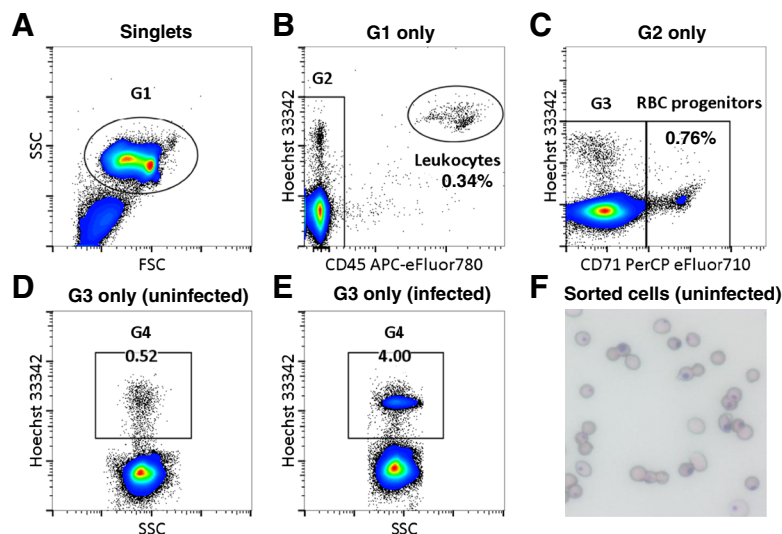 A
Singlets
G1
SSC
FSC
B
G1 only
G2
Leukocytes
0.34%
Hoechst 33342
CD45 APC-eFluor780
C
G2 only
G3
RBC progenitors
0.76%
Hoechst 33342
CD71 PerCP eFluor710
D
G3 only (uninfected)
G4
0.52
Hoechst 33342
SSC
E
G3 only (infected)
G4
4.00
Hoechst 33342
SSC
F
Sorted cells (uninfected)